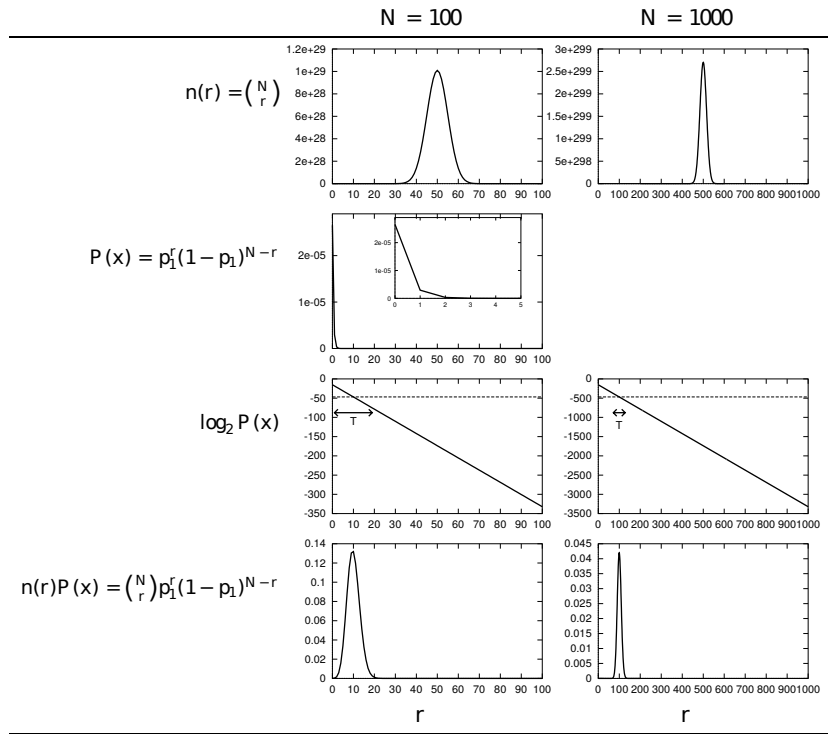 N = 100 N = 1000
n(r) = (N r)
1.2e+29
1e+29
8e+28
6e+28
4e+28
2e+28
0
0 10 20 30 40 50 60 70 80 90 100
3e+299
2.5e+299
2e+299
1.5e+299
1e+299
5e+298
0
0 100 200 300 400 500 600 700 800 9001000
P(x) = p₁ʳ(1 − p₁)ᴺ⁻ʳ
2e-05
1e-05
0
0 10 20 30 40 50 60 70 80 90 100
2e-05
1e-05
0
0 1 2 3 4 5
log₂ P(x)
0
-50
-100
-150
-200
-250
-300
-350
T
0 10 20 30 40 50 60 70 80 90 100
0
-500
-1000
-1500
-2000
-2500
-3000
-3500
T
0 100 200 300 400 500 600 700 800 9001000
n(r)P(x) = (N r)p₁ʳ(1 − p₁)ᴺ⁻ʳ
0.14
0.12
0.1
0.08
0.06
0.04
0.02
0
0 10 20 30 40 50 60 70 80 90 100
0.045
0.04
0.035
0.03
0.025
0.02
0.015
0.01
0.005
0
0 100 200 300 400 500 600 700 800 9001000
r r